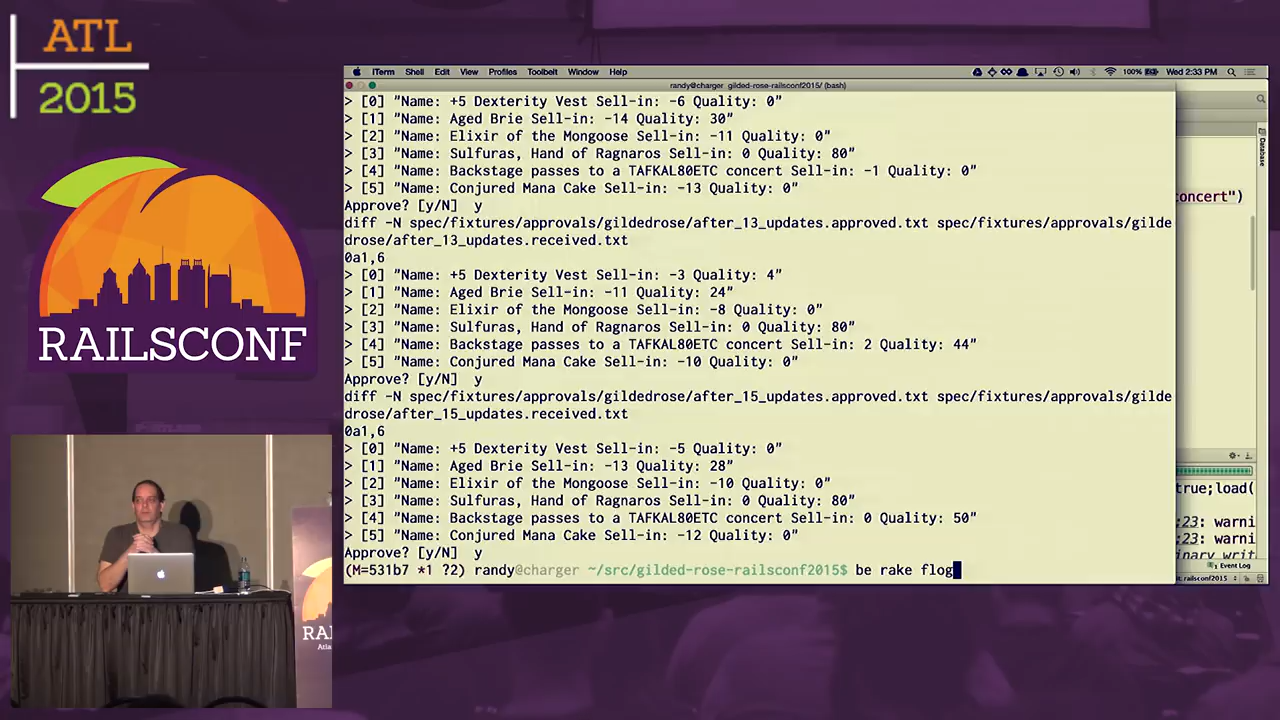 ATL
2015
RAILSCONF
iTerm Shell Edit View Profiles Toolbelt Window Help
100%
Wed 2:33 PM
randy@charger gilded-rose-railsconf2015/ (bash)
> [0] "Name: +5 Dexterity Vest Sell-in: -6 Quality: 0"
> [1] "Name: Aged Brie Sell-in: -14 Quality: 30"
> [2] "Name: Elixir of the Mongoose Sell-in: -11 Quality: 0"
> [3] "Name: Sulfuras, Hand of Ragnaros Sell-in: 0 Quality: 80"
> [4] "Name: Backstage passes to a TAFKAL80ETC concert Sell-in: -1 Quality: 0"
> [5] "Name: Conjured Mana Cake Sell-in: -13 Quality: 0"
Approve? [y/N] y
diff -N spec/fixtures/approvals/gildedrose/after_13_updates.approved.txt spec/fixtures/approvals/gilde
drose/after_13_updates.received.txt
0a1,6
> [0] "Name: +5 Dexterity Vest Sell-in: -3 Quality: 4"
> [1] "Name: Aged Brie Sell-in: -11 Quality: 24"
> [2] "Name: Elixir of the Mongoose Sell-in: -8 Quality: 0"
> [3] "Name: Sulfuras, Hand of Ragnaros Sell-in: 0 Quality: 80"
> [4] "Name: Backstage passes to a TAFKAL80ETC concert Sell-in: 2 Quality: 44"
> [5] "Name: Conjured Mana Cake Sell-in: -10 Quality: 0"
Approve? [y/N] y
diff -N spec/fixtures/approvals/gildedrose/after_15_updates.approved.txt spec/fixtures/approvals/gilde
drose/after_15_updates.received.txt
0a1,6
> [0] "Name: +5 Dexterity Vest Sell-in: -5 Quality: 0"
> [1] "Name: Aged Brie Sell-in: -13 Quality: 28"
> [2] "Name: Elixir of the Mongoose Sell-in: -10 Quality: 0"
> [3] "Name: Sulfuras, Hand of Ragnaros Sell-in: 0 Quality: 80"
> [4] "Name: Backstage passes to a TAFKAL80ETC concert Sell-in: 0 Quality: 50"
> [5] "Name: Conjured Mana Cake Sell-in: -12 Quality: 0"
Approve? [y/N] y
(M=531b7 *1 ?2) randy@charger ~/src/gilded-rose-railsconf2015$ be rake flog
Database
concert")
true;load(
:23: warni
:23: warni
inary writ
Event Log
t: railsconf2015
RAI
Atla